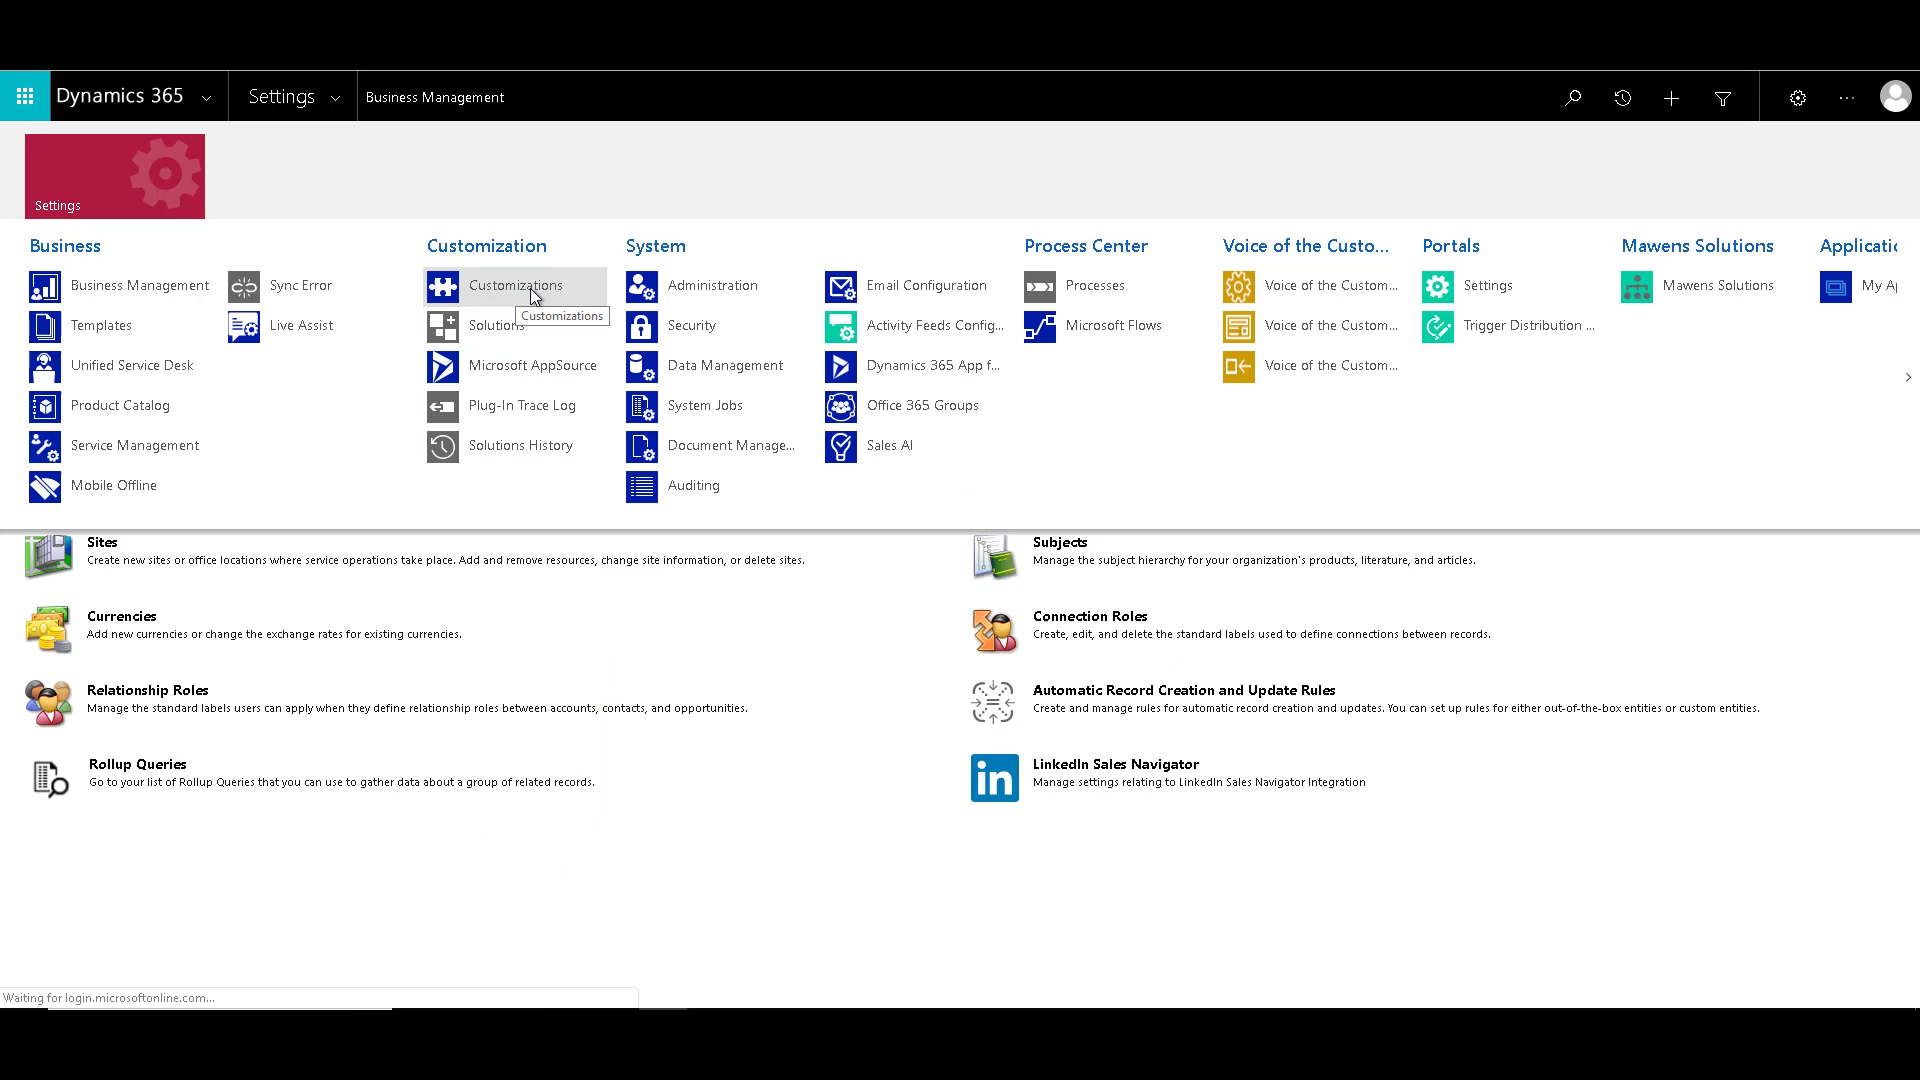 Dynamics 365
Settings
Business Management
Settings
Business
Business Management
Templates
Unified Service Desk
Product Catalog
Service Management
Mobile Offline
Sync Error
Live Assist
Customization
Customizations
Customizations
Solutions
Microsoft AppSource
Plug-In Trace Log
Solutions History
System
Administration
Security
Data Management
System Jobs
Document Manage...
Auditing
Email Configuration
Activity Feeds Config...
Dynamics 365 App f...
Office 365 Groups
Sales AI
Process Center
Processes
Microsoft Flows
Voice of the Custo...
Voice of the Custom...
Voice of the Custom...
Voice of the Custom...
Portals
Settings
Trigger Distribution ...
Mawens Solutions
Mawens Solutions
Applicati
My A
Sites
Create new sites or office locations where service operations take place. Add and remove resources, change site information, or delete sites.
Subjects
Manage the subject hierarchy for your organization's products, literature, and articles.
Currencies
Add new currencies or change the exchange rates for existing currencies.
Connection Roles
Create, edit, and delete the standard labels used to define connections between records.
Relationship Roles
Manage the standard labels users can apply when they define relationship roles between accounts, contacts, and opportunities.
Automatic Record Creation and Update Rules
Create and manage rules for automatic record creation and updates. You can set up rules for either out-of-the-box entities or custom entities.
Rollup Queries
Go to your list of Rollup Queries that you can use to gather data about a group of related records.
LinkedIn Sales Navigator
Manage settings relating to LinkedIn Sales Navigator Integration
in
Waiting for login.microsoftonline.com...